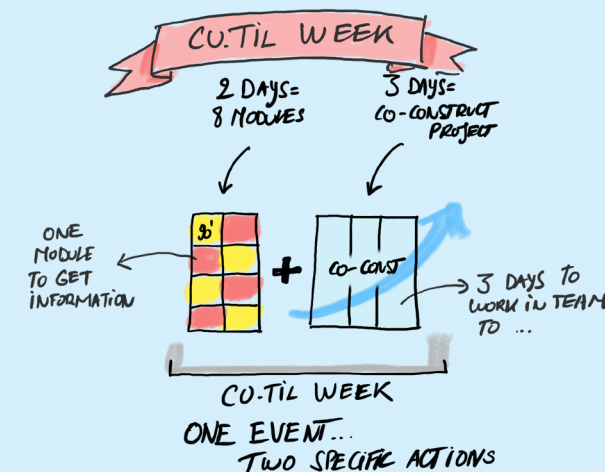 CO.TiL WEEK
2 DAYS=
8 MODULES
3 DAYS=
CO-CONSTRUCT
PROJECT
90'
ONE
MODULE
TO GET
iNFORMATION
CO-CONST
3 DAYS TO
WORK iN TEAM
TO ...
CO.TiL WEEK
ONE EVENT...
TWO SPECiFiC ACTiONS